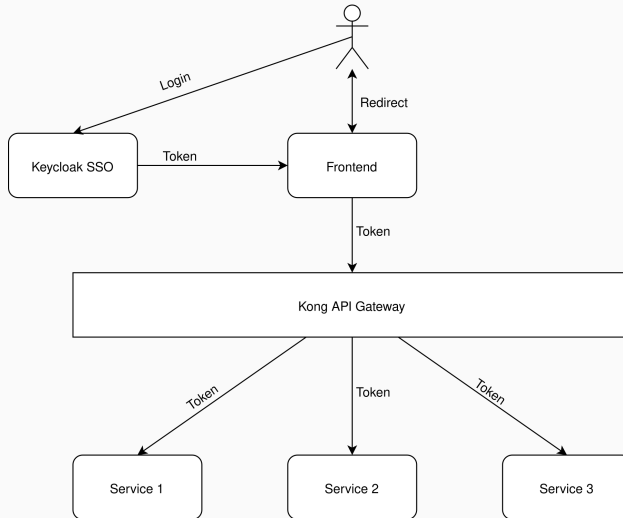 Login
Redirect
Keycloak SSO
Token
Frontend
Token
Kong API Gateway
Token
Token
Token
Service 1
Service 2
Service 3